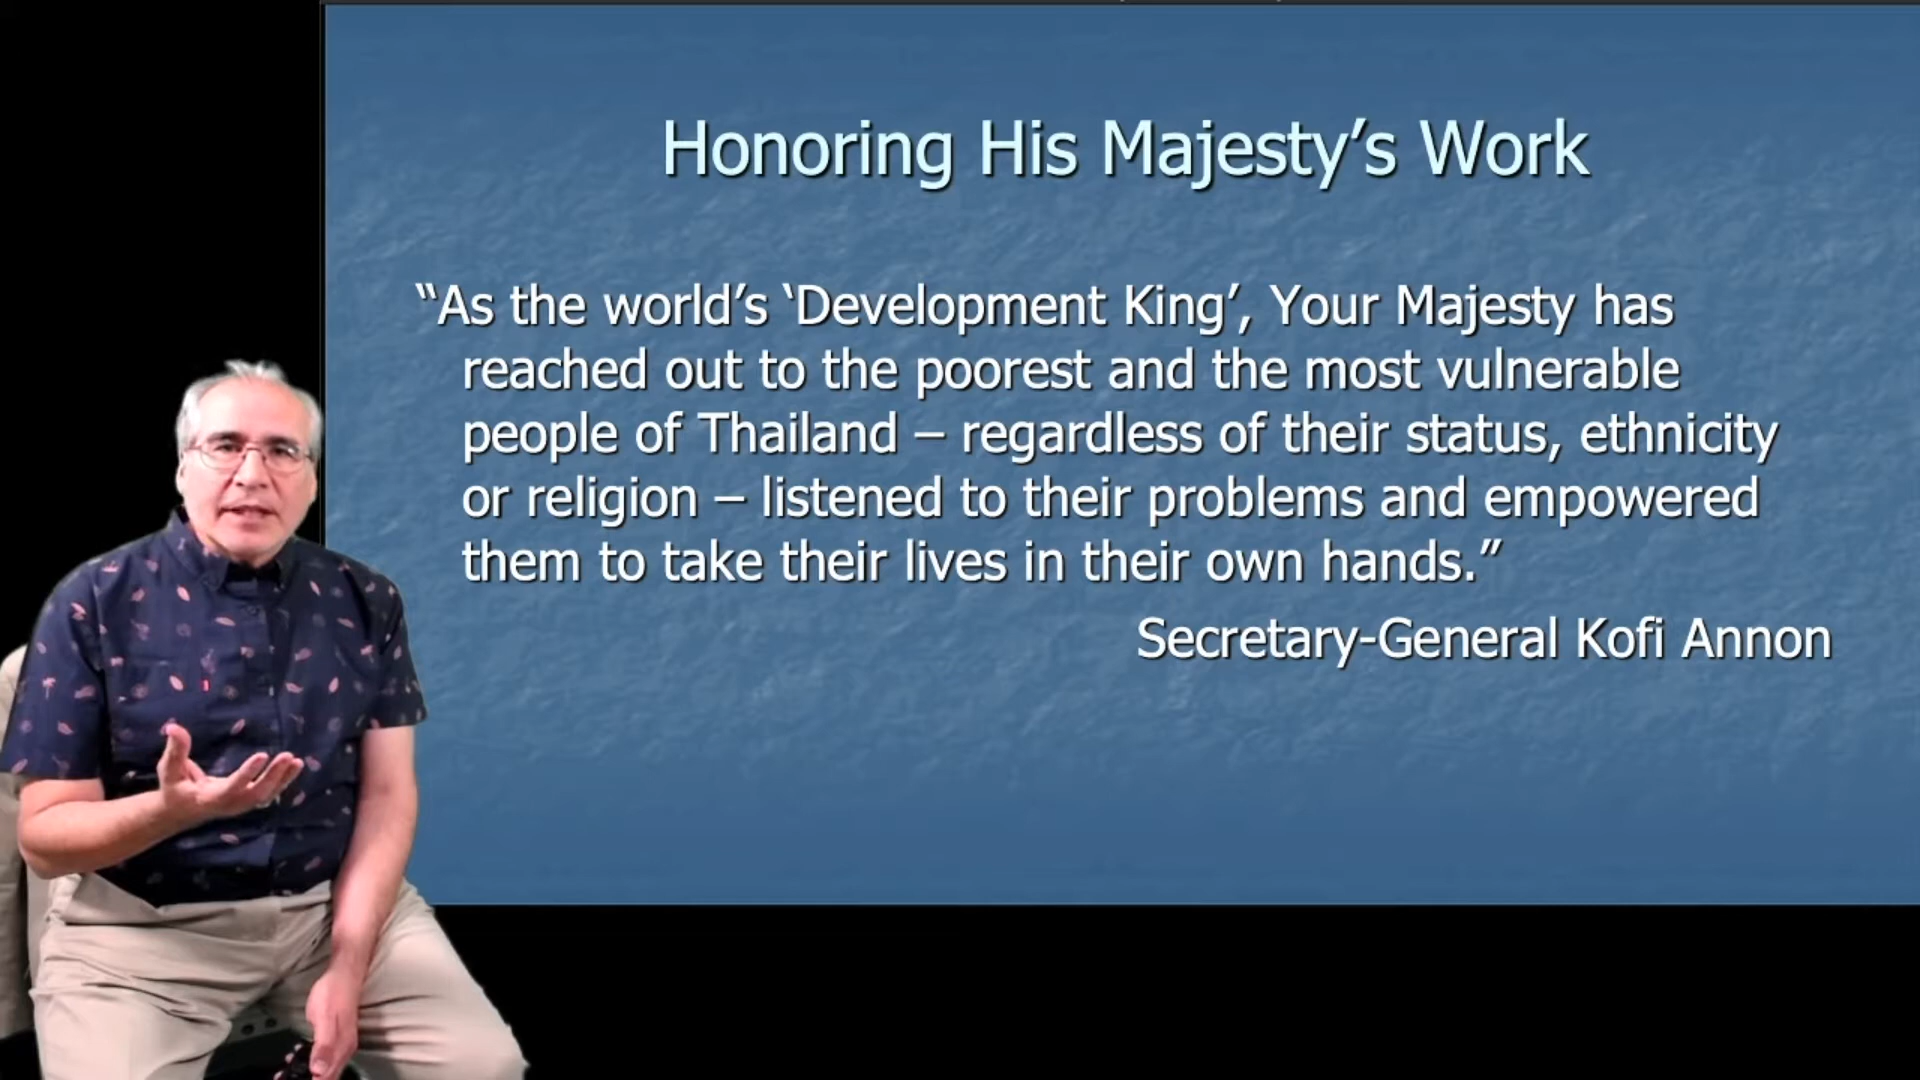 Honoring His Majesty’s Work
“As the world’s ‘Development King’, Your Majesty has
reached out to the poorest and the most vulnerable
people of Thailand – regardless of their status, ethnicity
or religion – listened to their problems and empowered
them to take their lives in their own hands.”
Secretary-General Kofi Annon